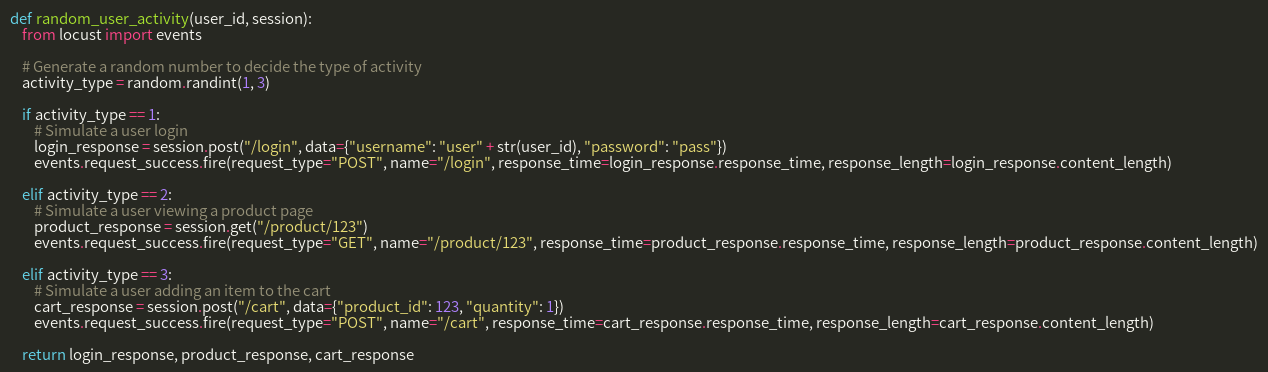 def random_user_activity(user_id, session):
from locust import events
# Generate a random number to decide the type of activity
activity_type = random.randint(1, 3)
if activity_type == 1:
# Simulate a user login
login_response = session.post("/login", data={"username": "user" + str(user_id), "password": "pass"})
events.request_success.fire(request_type="POST", name="/login", response_time=login_response.response_time, response_length=login_response.content_length)
elif activity_type == 2:
# Simulate a user viewing a product page
product_response = session.get("/product/123")
events.request_success.fire(request_type="GET", name="/product/123", response_time=product_response.response_time, response_length=product_response.content_length)
elif activity_type == 3:
# Simulate a user adding an item to the cart
cart_response = session.post("/cart", data={"product_id": 123, "quantity": 1})
events.request_success.fire(request_type="POST", name="/cart", response_time=cart_response.response_time, response_length=cart_response.content_length)
return login_response, product_response, cart_response